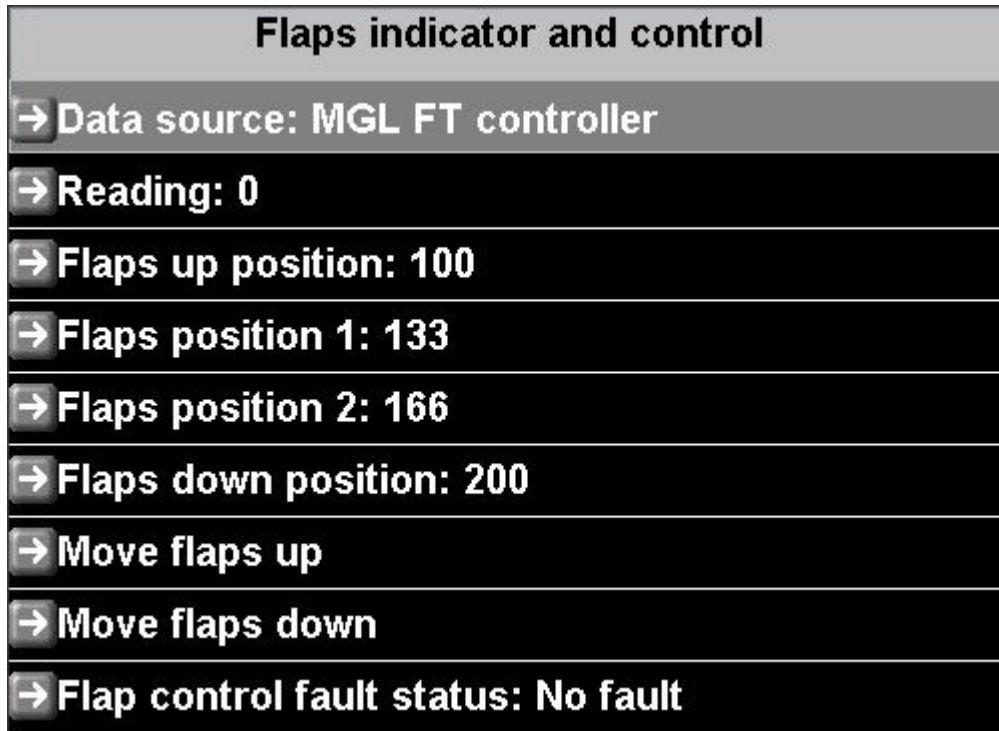 Flaps indicator and control
Data source: MGL FT controller
Reading: 0
Flaps up position: 100
Flaps position 1: 133
Flaps position 2: 166
Flaps down position: 200
Move flaps up
Move flaps down
Flap control fault status: No fault